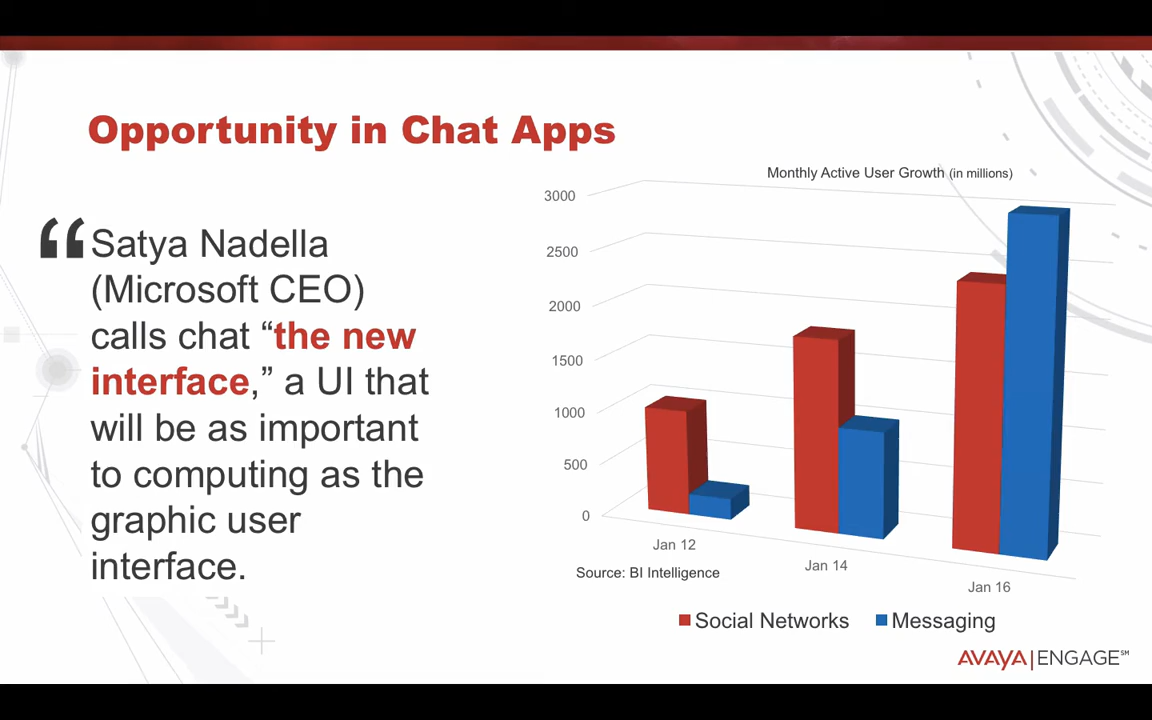 Opportunity in Chat Apps
“Satya Nadella
(Microsoft CEO)
calls chat “the new
interface,” a UI that
will be as important
to computing as the
graphic user
interface.
Monthly Active User Growth (in millions)
3000
2500
2000
1500
1000
500
0
Jan 12
Jan 14
Jan 16
Source: BI Intelligence
Social Networks
Messaging
AVAYA | ENGAGE℠